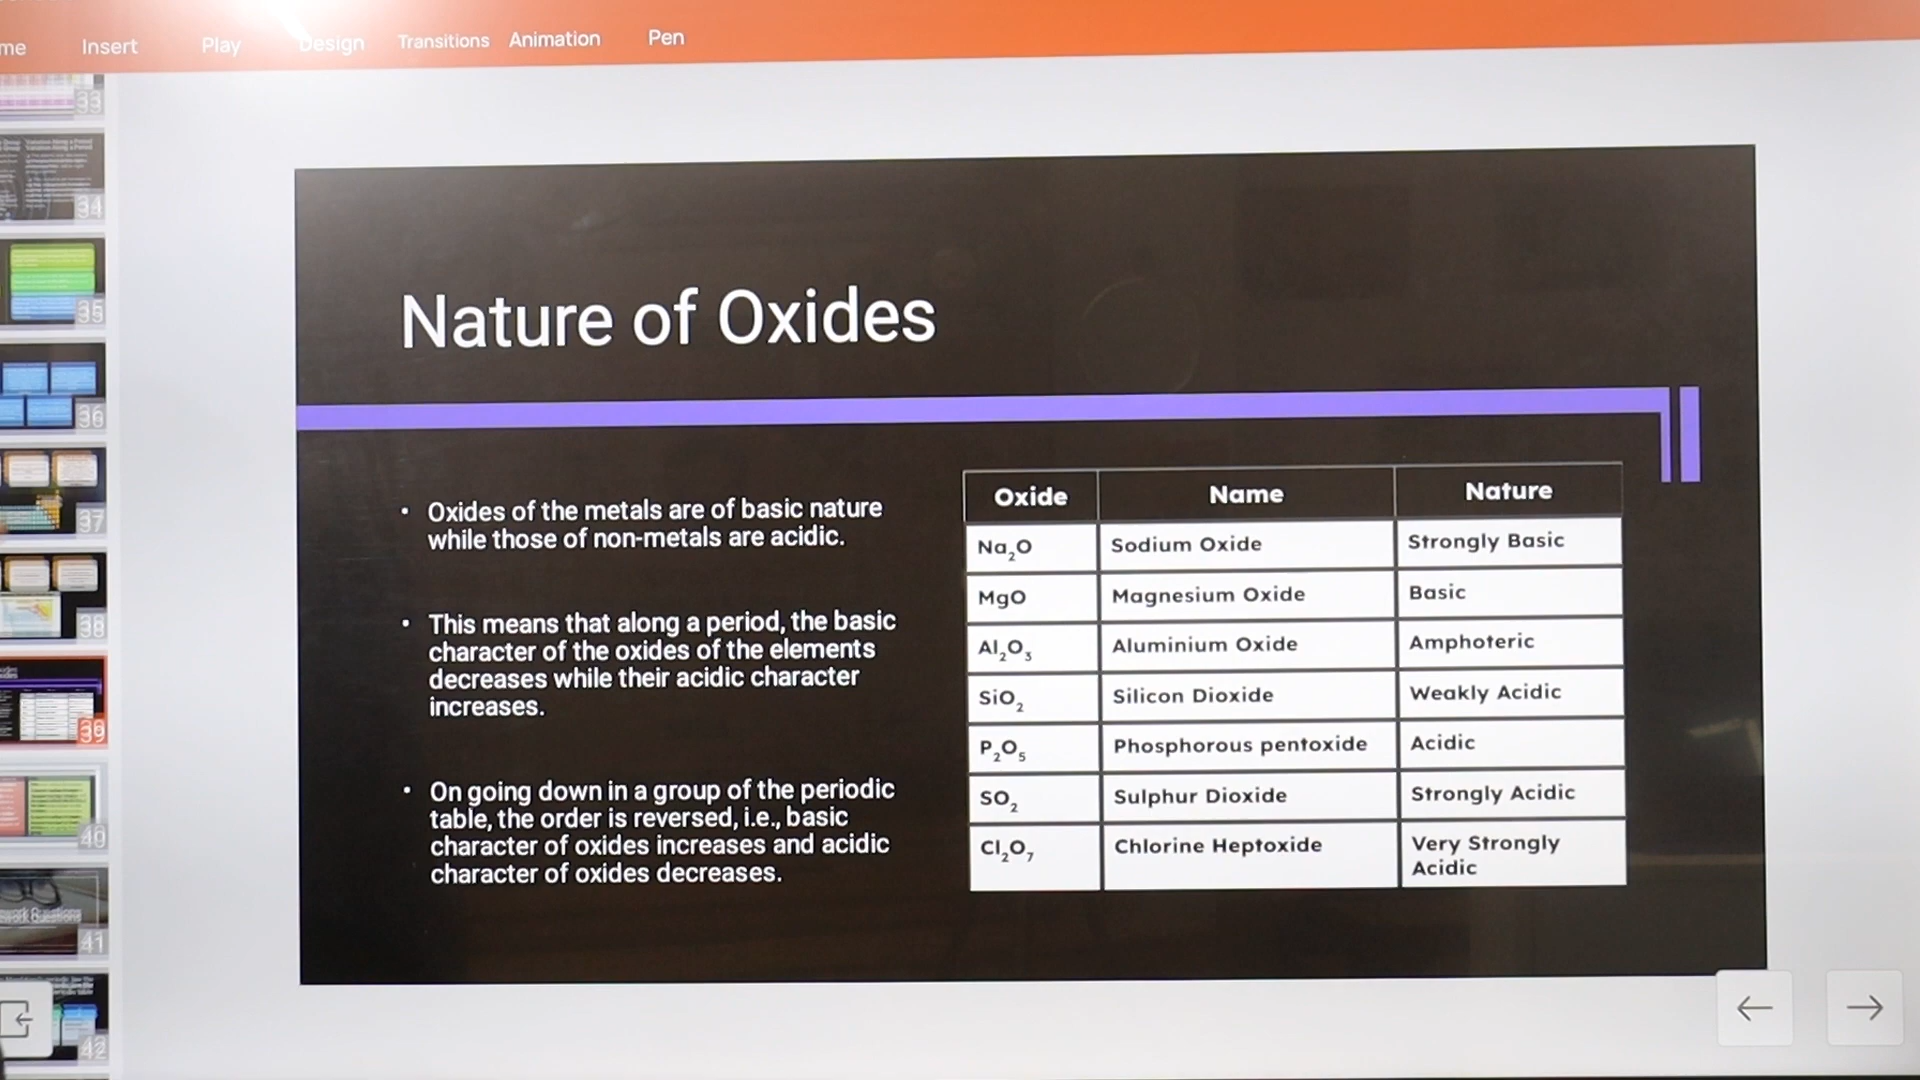 Insert Play Design Transitions Animation Pen
33
34
35
36
37
38
39
40
41
42
Nature of Oxides
• Oxides of the metals are of basic nature
while those of non-metals are acidic.
• This means that along a period, the basic
character of the oxides of the elements
decreases while their acidic character
increases.
• On going down in a group of the periodic
table, the order is reversed, i.e., basic
character of oxides increases and acidic
character of oxides decreases.
Oxide Name Nature
Na₂O Sodium Oxide Strongly Basic
MgO Magnesium Oxide Basic
Al₂O₃ Aluminium Oxide Amphoteric
SiO₂ Silicon Dioxide Weakly Acidic
P₂O₅ Phosphorous pentoxide Acidic
SO₂ Sulphur Dioxide Strongly Acidic
Cl₂O₇ Chlorine Heptoxide Very Strongly
Acidic